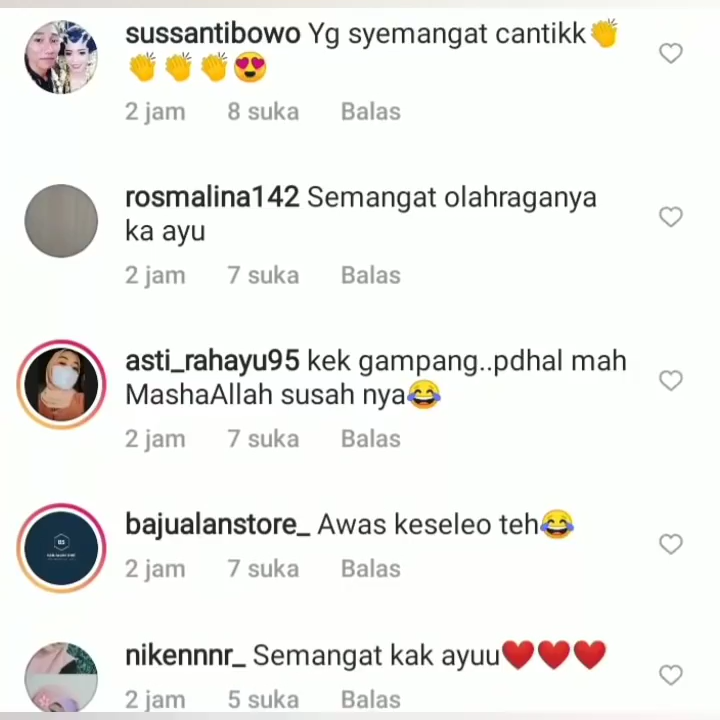 sussantibowo Yg syemangat cantikk👏
👏👏👏😍
2 jam 8 suka Balas
rosmalina142 Semangat olahraganya
ka ayu
2 jam 7 suka Balas
asti_rahayu95 kek gampang..pdhal mah
MashaAllah susah nya😂
2 jam 7 suka Balas
bajualanstore_ Awas keseleo teh😂
2 jam 7 suka Balas
nikennnr_ Semangat kak ayuu❤️❤️❤️
2 jam 5 suka Balas